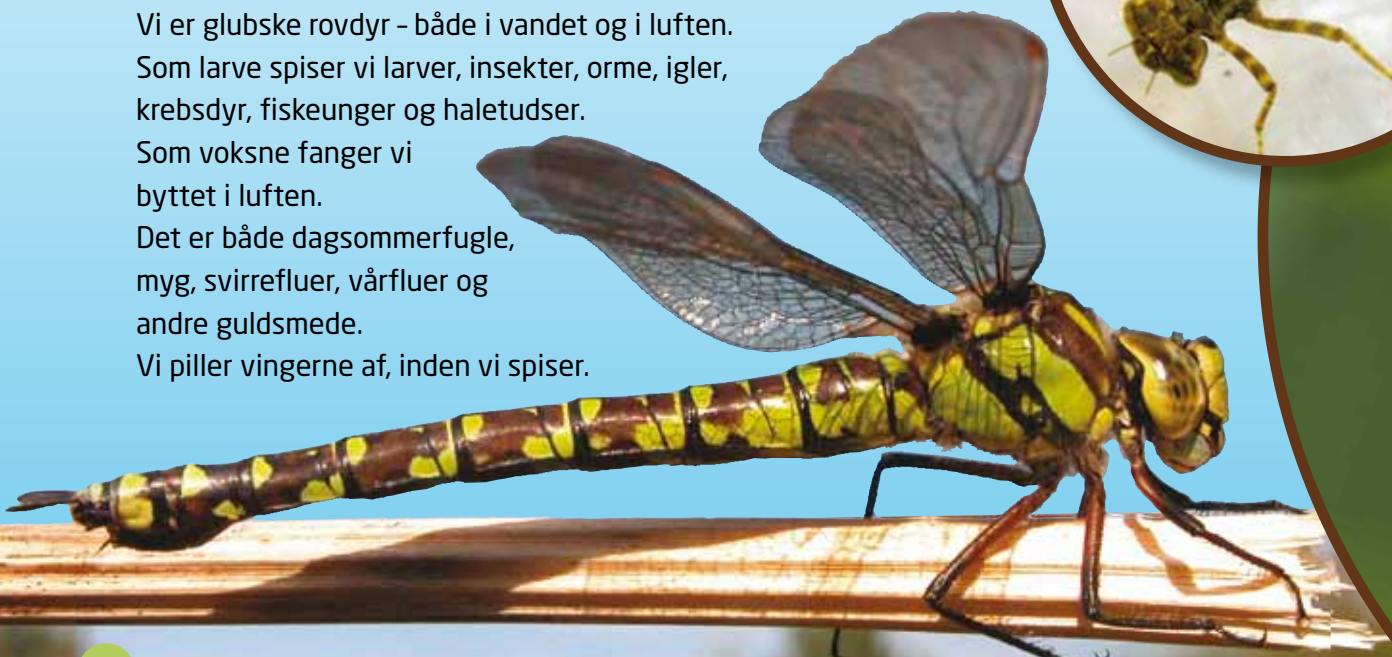 Vi er glubske rovdyr – både i vandet og i luften.
Som larve spiser vi larver, insekter, orme, igler,
krebsdyr, fiskeunger og haletudser.
Som voksne fanger vi
byttet i luften.
Det er både dagsommerfugle,
myg, svirrefluer, vårfluer og
andre guldsmede.
Vi piller vingerne af, inden vi spiser.